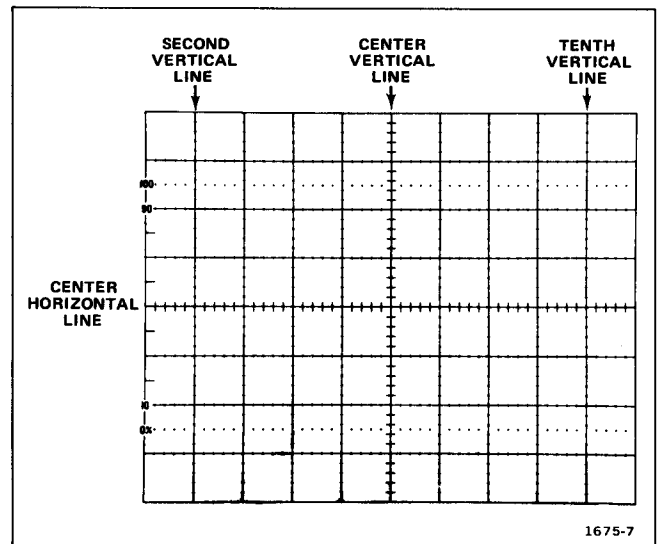 SECOND
VERTICAL
LINE
CENTER
VERTICAL
LINE
TENTH
VERTICAL
LINE
100
90
CENTER
HORIZONTAL
LINE
10
0%
1675-7